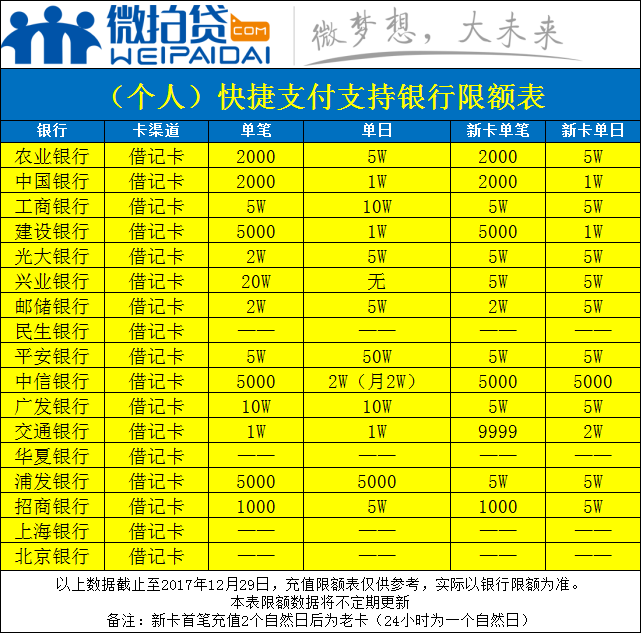 微拍贷.COM
WEIPAIDAI
微梦想，大未来
（个人）快捷支付支持银行限额表
银行 卡渠道 单笔 单日 新卡单笔 新卡单日
农业银行 借记卡 2000 5W 2000 5W
中国银行 借记卡 2000 1W 2000 1W
工商银行 借记卡 5W 10W 5W 5W
建设银行 借记卡 5000 1W 5000 1W
光大银行 借记卡 2W 5W 5W 5W
兴业银行 借记卡 20W 无 5W 5W
邮储银行 借记卡 2W 5W 2W 5W
民生银行 借记卡 —— —— —— ——
平安银行 借记卡 5W 50W 5W 5W
中信银行 借记卡 5000 2W（月2W） 5000 5000
广发银行 借记卡 10W 10W 5W 5W
交通银行 借记卡 1W 1W 9999 2W
华夏银行 借记卡 —— —— —— ——
浦发银行 借记卡 5000 5000 5W 5W
招商银行 借记卡 1000 5W 1000 5W
上海银行 借记卡 —— —— —— ——
北京银行 借记卡 —— —— —— ——
以上数据截止至2017年12月29日，充值限额表仅供参考，实际以银行限额为准。
本表限额数据将不定期更新
备注：新卡首笔充值2个自然日后为老卡（24小时为一个自然日）